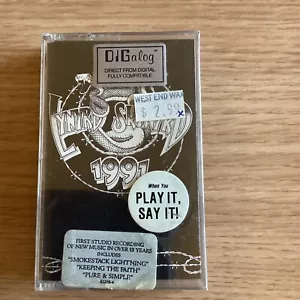 DIGalog
DIRECT FROM DIGITAL
FULLY COMPATIBLE
WEST END WAX
$ 2.99
LYNYRD SKYNYRD
1991
When You
PLAY IT,
SAY IT!
FIRST STUDIO RECORDING
OF NEW MUSIC IN OVER 13 YEARS
INCLUDES
"SMOKESTACK LIGHTNING"
"KEEPING THE FAITH"
"PURE & SIMPLE"